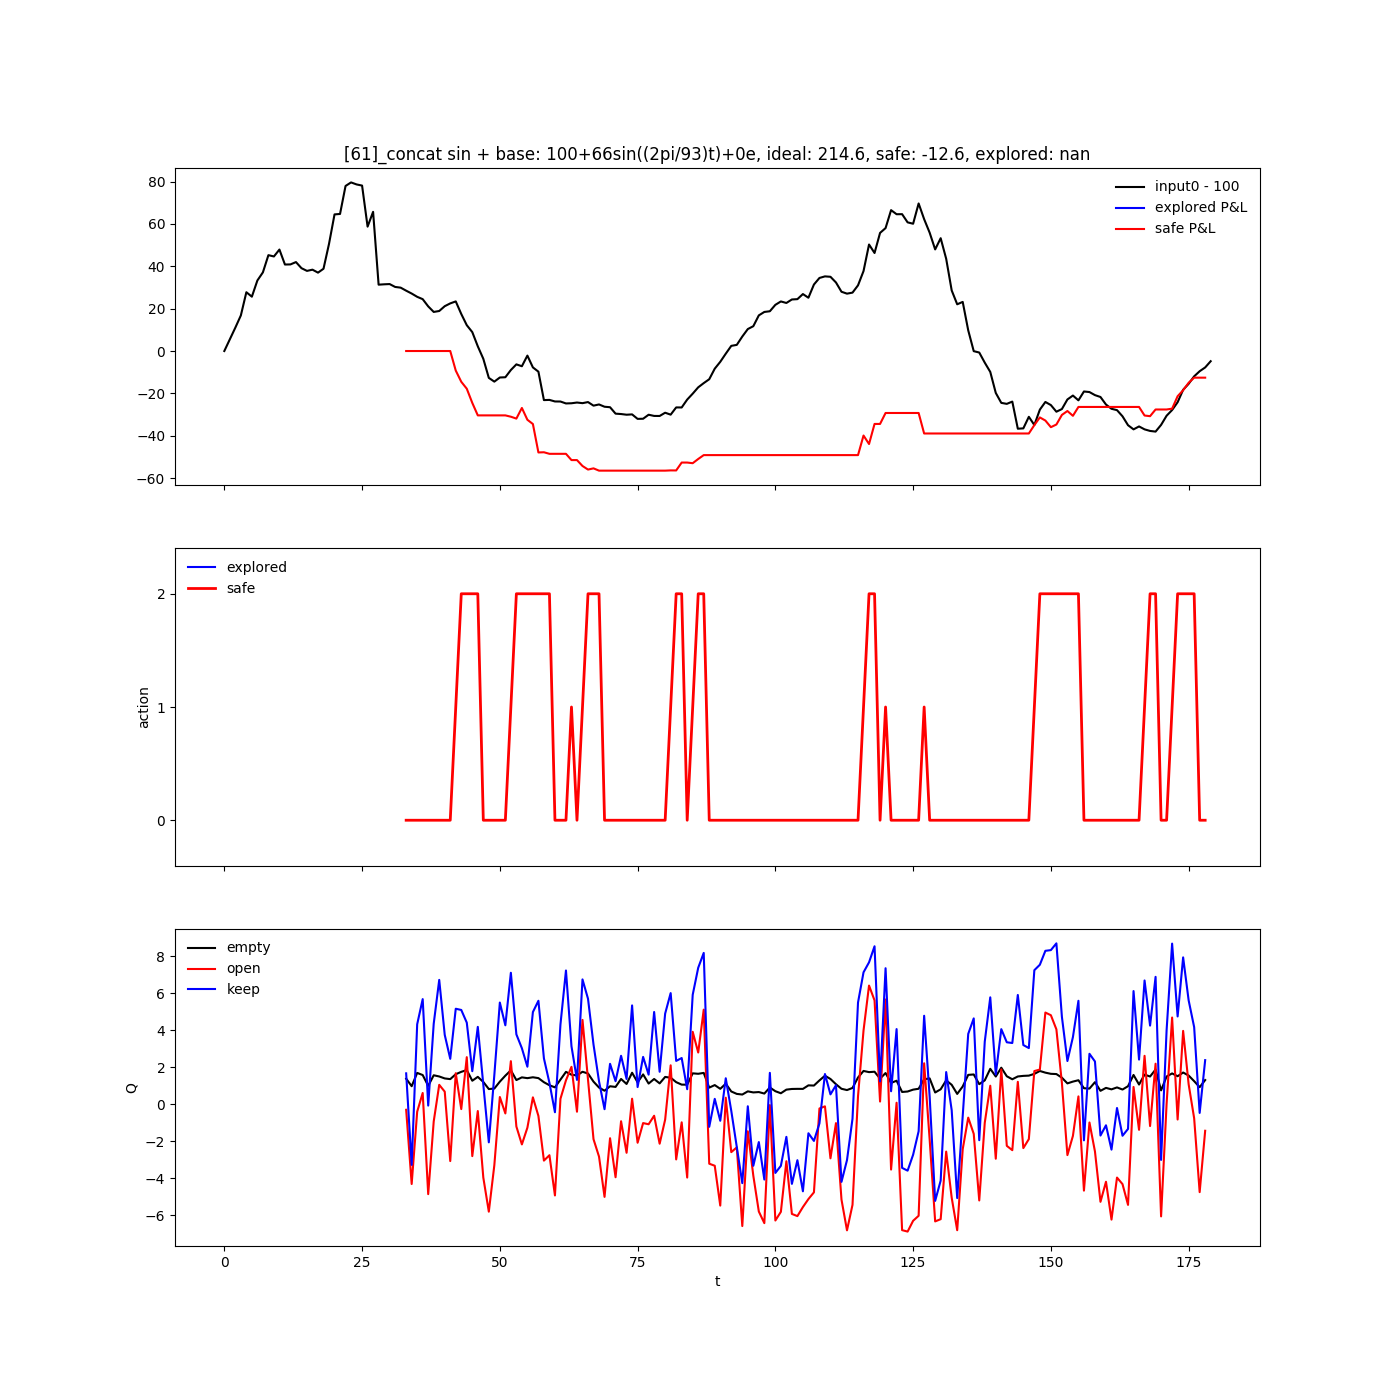 [61]_concat sin + base: 100+66sin((2pi/93)t)+0e, ideal: 214.6, safe: -12.6, explored: nan
80
60
40
20
0
−20
−40
−60
input0 - 100
explored P&L
safe P&L
action
2
1
0
explored
safe
Q
8
6
4
2
0
−2
−4
−6
empty
open
keep
0 25 50 75 100 125 150 175
t